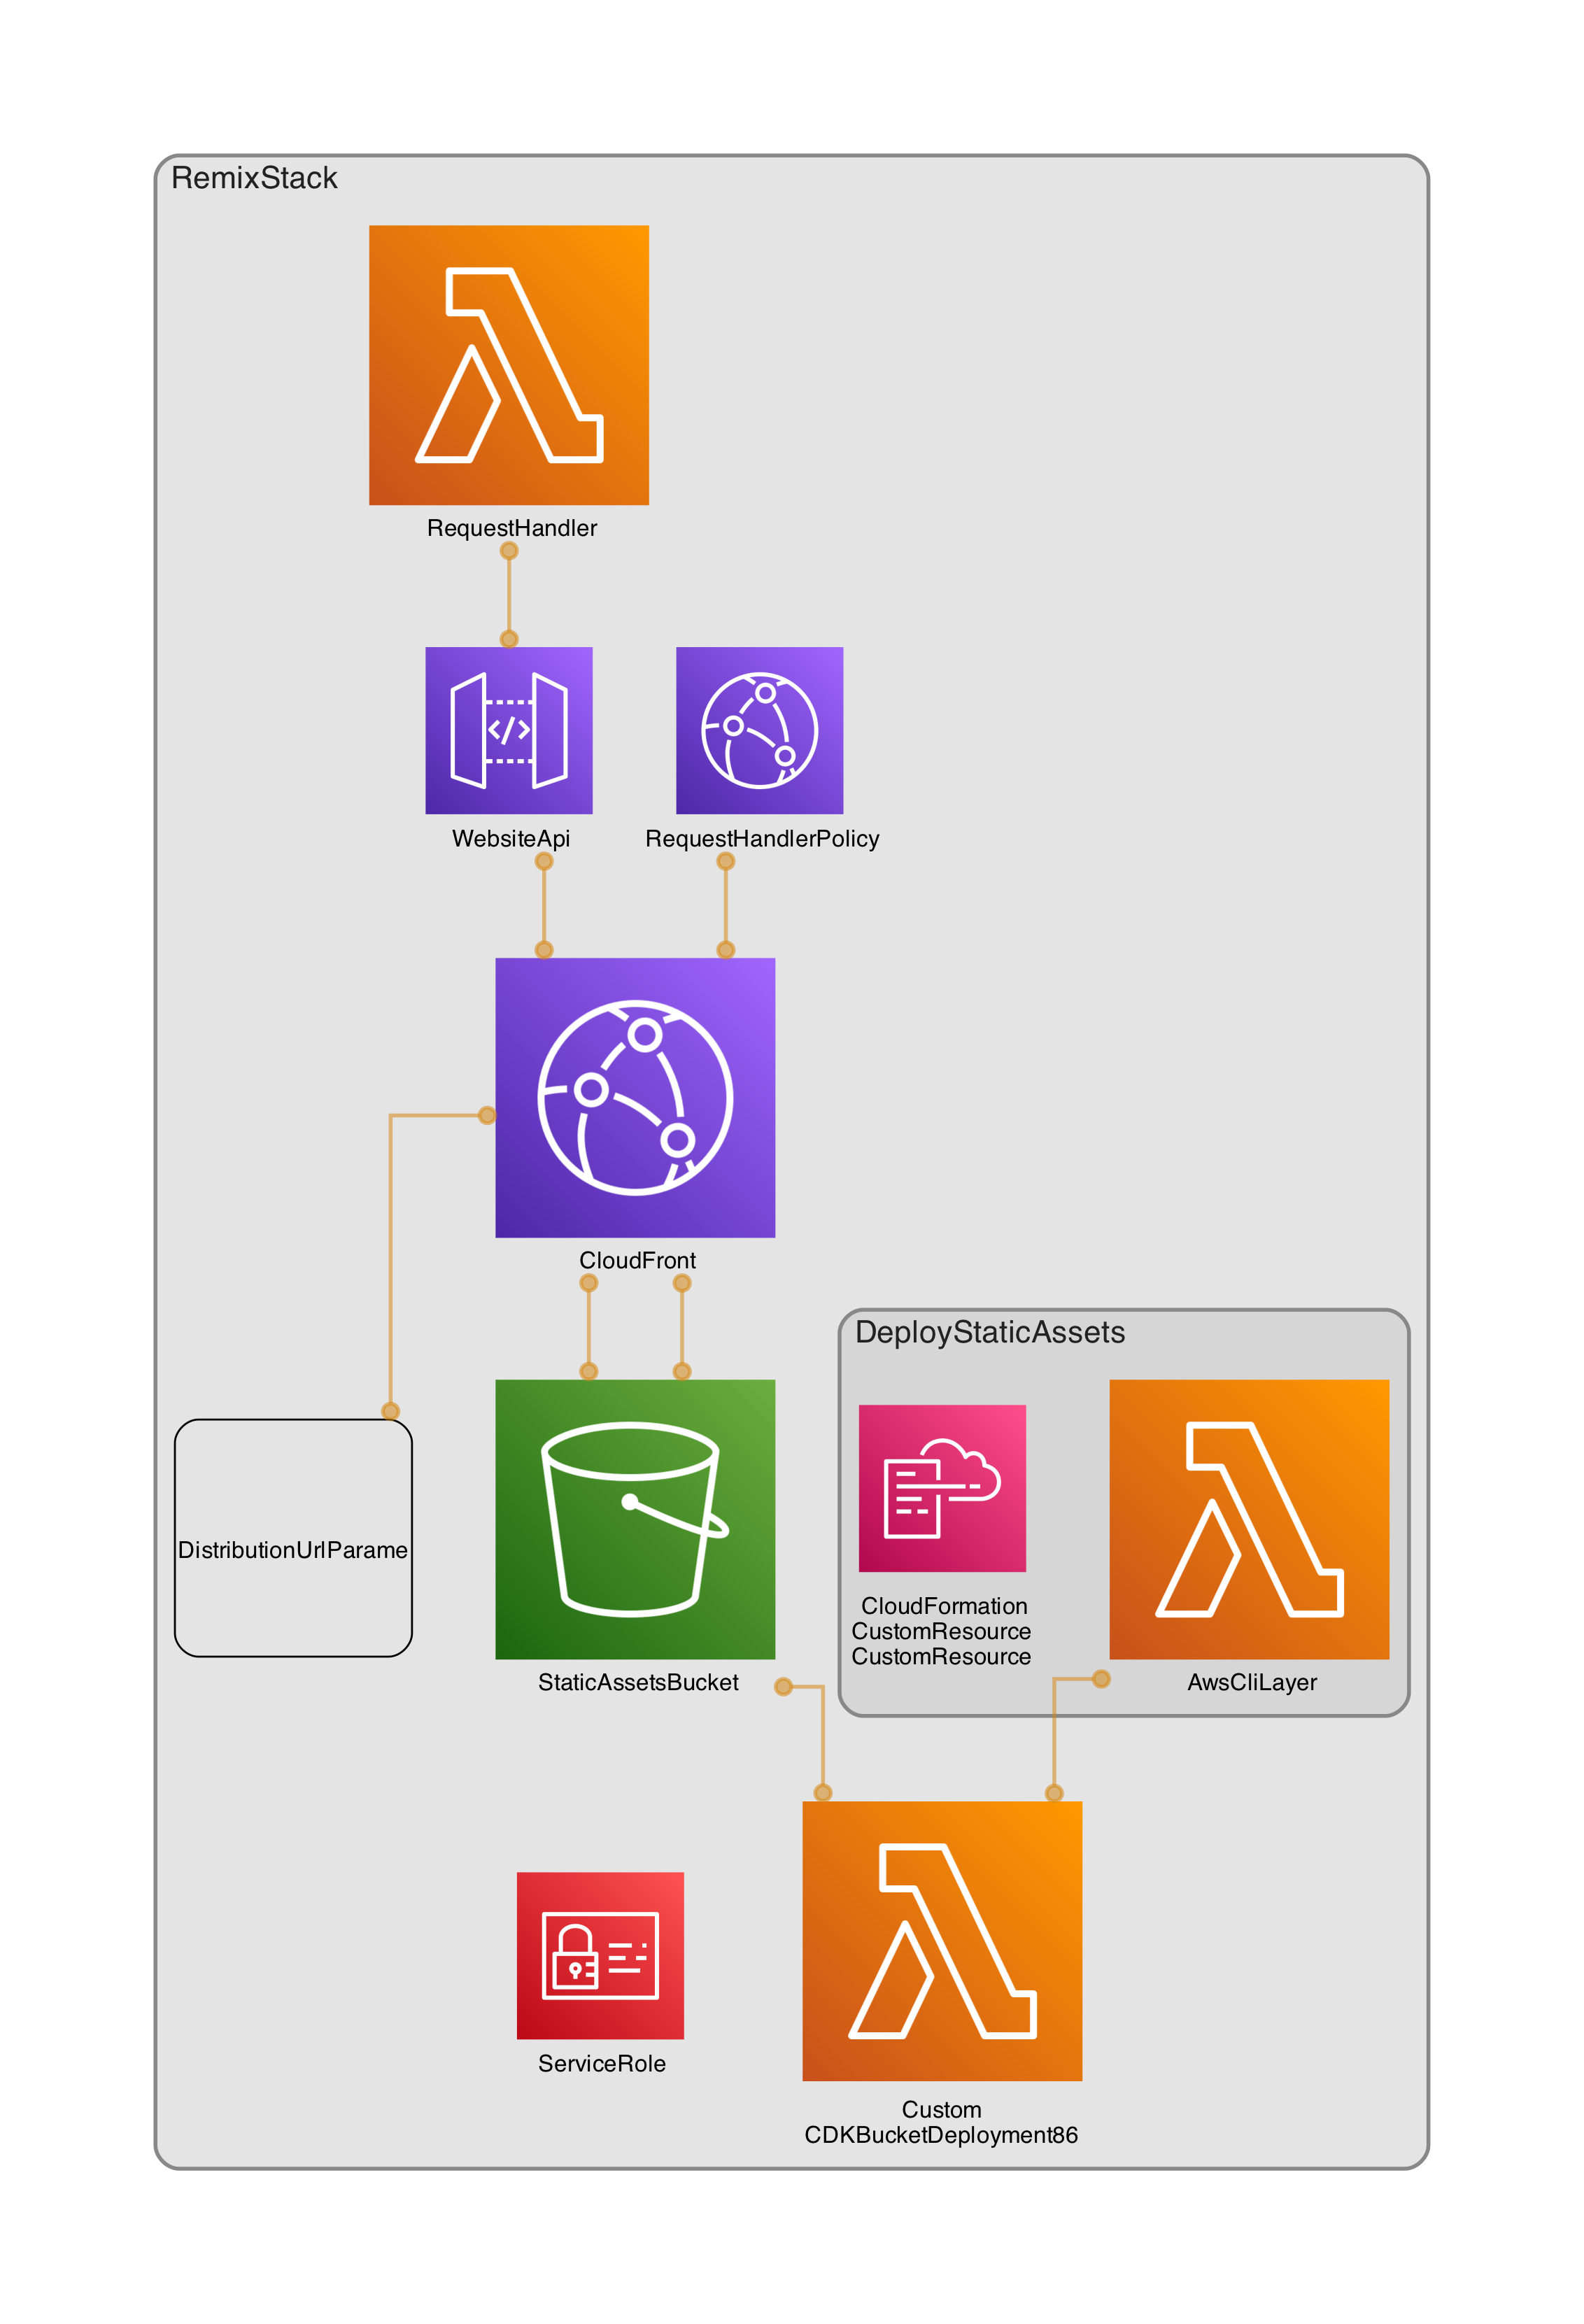 RemixStack
RequestHandler
WebsiteApi
RequestHandlerPolicy
CloudFront
DeployStaticAssets
DistributionUrlParame
CloudFormation
CustomResource
CustomResource
StaticAssetsBucket
AwsCliLayer
ServiceRole
Custom
CDKBucketDeployment86